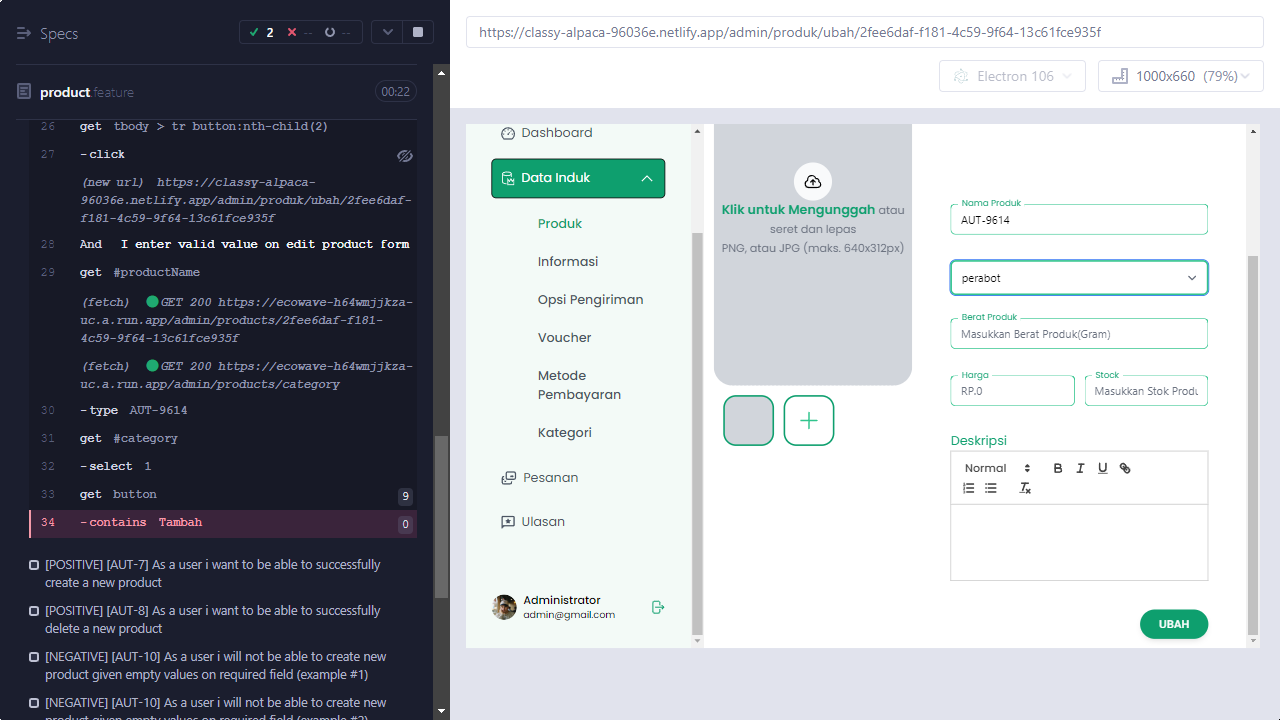 Specs
2
--
--
product.feature
00:22
26 get tbody > tr button:nth-child(2)
27 -click
(new url) https://classy-alpaca-
96036e.netlify.app/admin/produk/ubah/2fee6daf-
f181-4c59-9f64-13c61fce935f
28 And I enter valid value on edit product form
29 get #productName
(fetch) GET 200 https://ecowave-h64wmjjkza-
uc.a.run.app/admin/products/2fee6daf-f181-
4c59-9f64-13c61fce935f
(fetch) GET 200 https://ecowave-h64wmjjkza-
uc.a.run.app/admin/products/category
30 -type AUT-9614
31 get #category
32 -select 1
33 get button 9
34 -contains Tambah 0
[POSITIVE] [AUT-7] As a user i want to be able to successfully
create a new product
[POSITIVE] [AUT-8] As a user i want to be able to successfully
delete a new product
[NEGATIVE] [AUT-10] As a user i will not be able to create new
product given empty values on required field (example #1)
[NEGATIVE] [AUT-10] As a user i will not be able to create new
product given empty values on required field (example #2)
https://classy-alpaca-96036e.netlify.app/admin/produk/ubah/2fee6daf-f181-4c59-9f64-13c61fce935f
Electron 106
1000x660 (79%)
Dashboard
Data Induk
Produk
Informasi
Opsi Pengiriman
Voucher
Metode
Pembayaran
Kategori
Pesanan
Ulasan
Administrator
admin@gmail.com
Klik untuk Mengunggah atau
seret dan lepas
PNG, atau JPG (maks. 640x312px)
Nama Produk
AUT-9614
perabot
Berat Produk
Masukkan Berat Produk(Gram)
Harga
RP.0
Stock
Masukkan Stok Produ
Deskripsi
Normal
B I U
UBAH